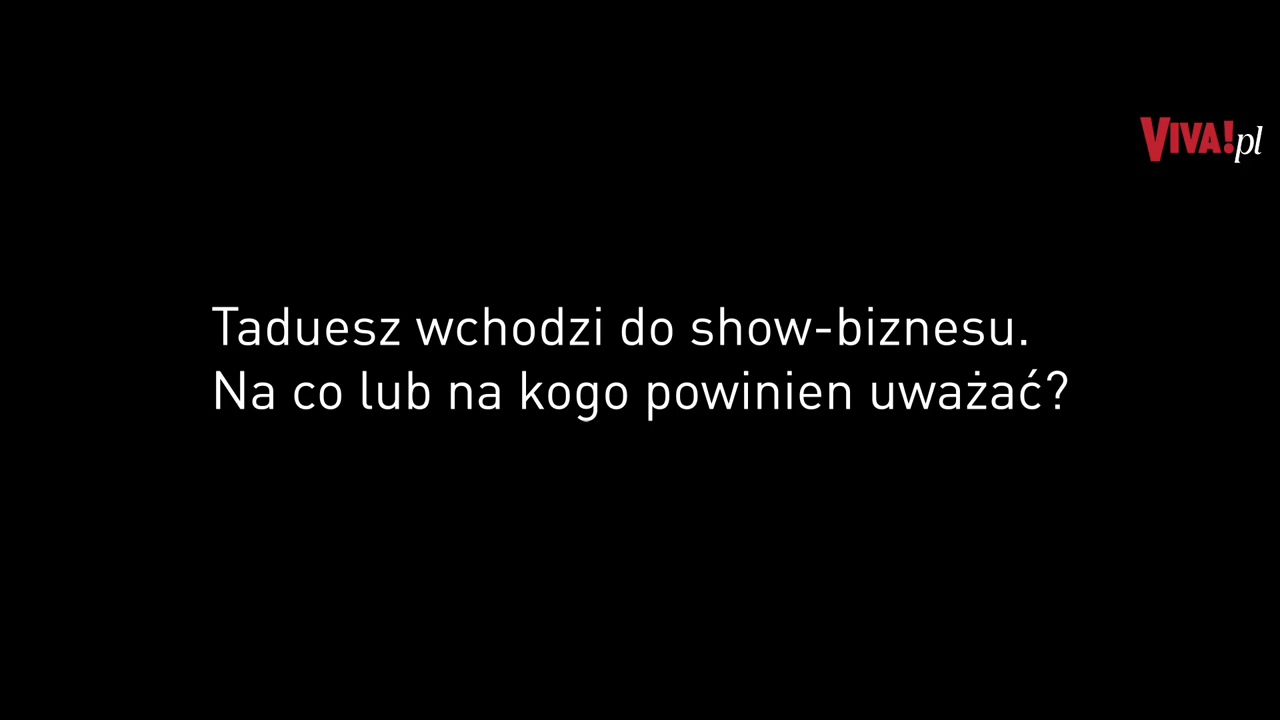 VIVA!pl
Taduesz wchodzi do show-biznesu.
Na co lub na kogo powinien uważać?